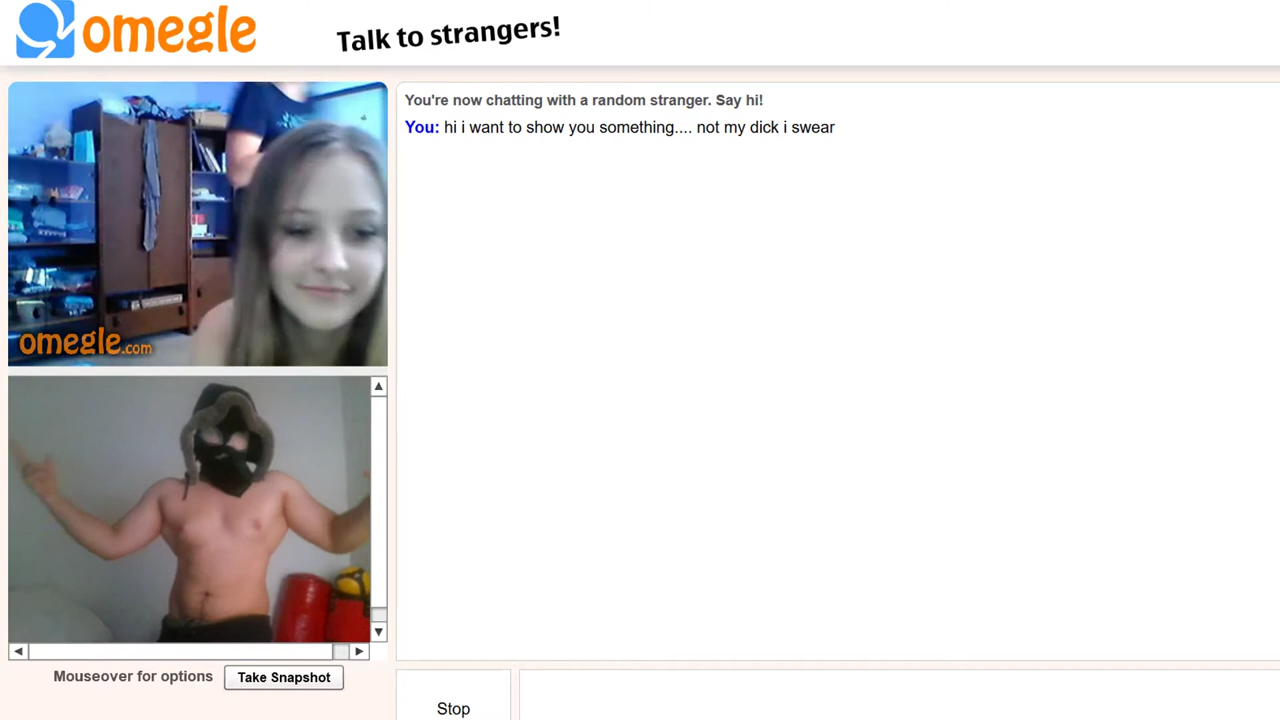 omegle
Talk to strangers!
You're now chatting with a random stranger. Say hi!
You: hi i want to show you something.... not my dick i swear
omegle.com
Mouseover for options
Take Snapshot
Stop